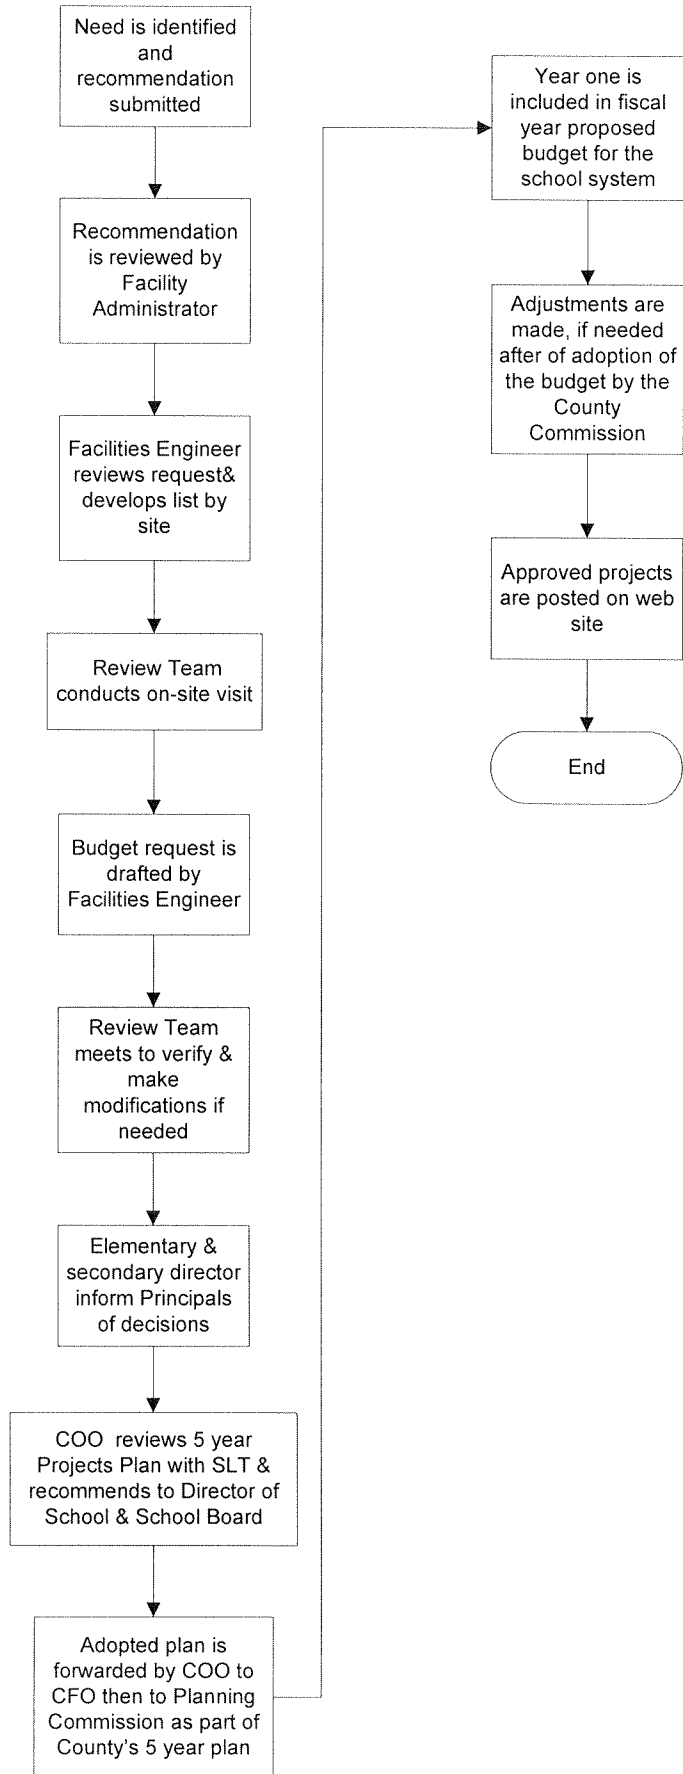 Need is identified
and
recommendation
submitted
Recommendation
is reviewed by
Facility
Administrator
Facilities Engineer
reviews request&
develops list by
site
Review Team
conducts on-site visit
Budget request is
drafted by
Facilities Engineer
Review Team
meets to verify &
make
modifications if
needed
Elementary &
secondary director
inform Principals
of decisions
COO reviews 5 year
Projects Plan with SLT &
recommends to Director of
School & School Board
Adopted plan is
forwarded by COO to
CFO then to Planning
Commission as part of
County's 5 year plan
Year one is
included in fiscal
year proposed
budget for the
school system
Adjustments are
made, if needed
after of adoption of
the budget by the
County
Commission
Approved projects
are posted on web
site
End